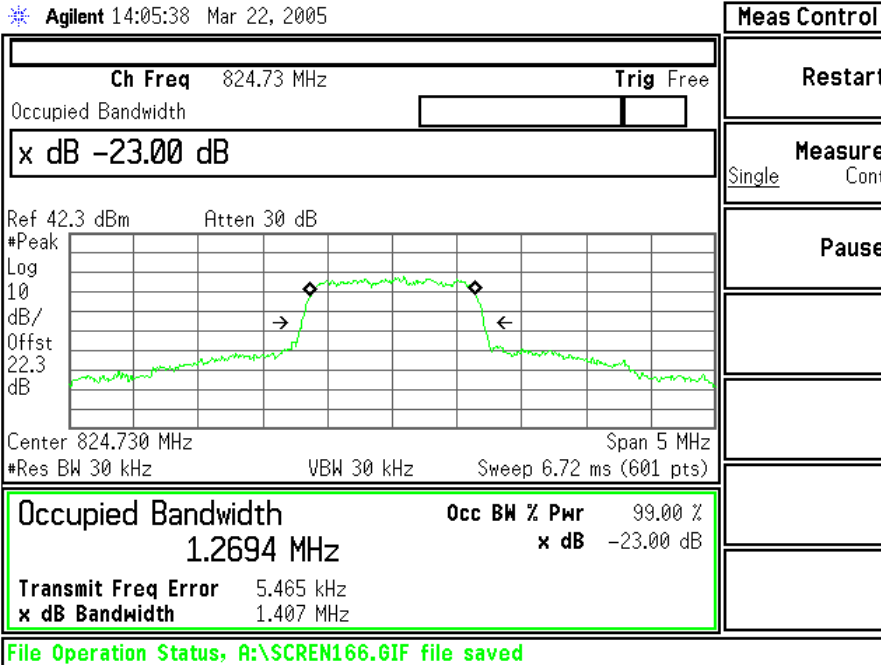 Agilent 14:05:38 Mar 22, 2005
Meas Control
Ch Freq 824.73 MHz Trig Free
Restart
Occupied Bandwidth
x dB -23.00 dB
Measure
Single Cont
Ref 42.3 dBm Atten 30 dB
#Peak
Log
10
dB/
Offst
22.3
dB
Pause
Center 824.730 MHz Span 5 MHz
#Res BW 30 kHz VBW 30 kHz Sweep 6.72 ms (601 pts)
Occupied Bandwidth Occ BW % Pwr 99.00 %
1.2694 MHz x dB -23.00 dB
Transmit Freq Error 5.465 kHz
x dB Bandwidth 1.407 MHz
File Operation Status, A:\SCREN166.GIF file saved